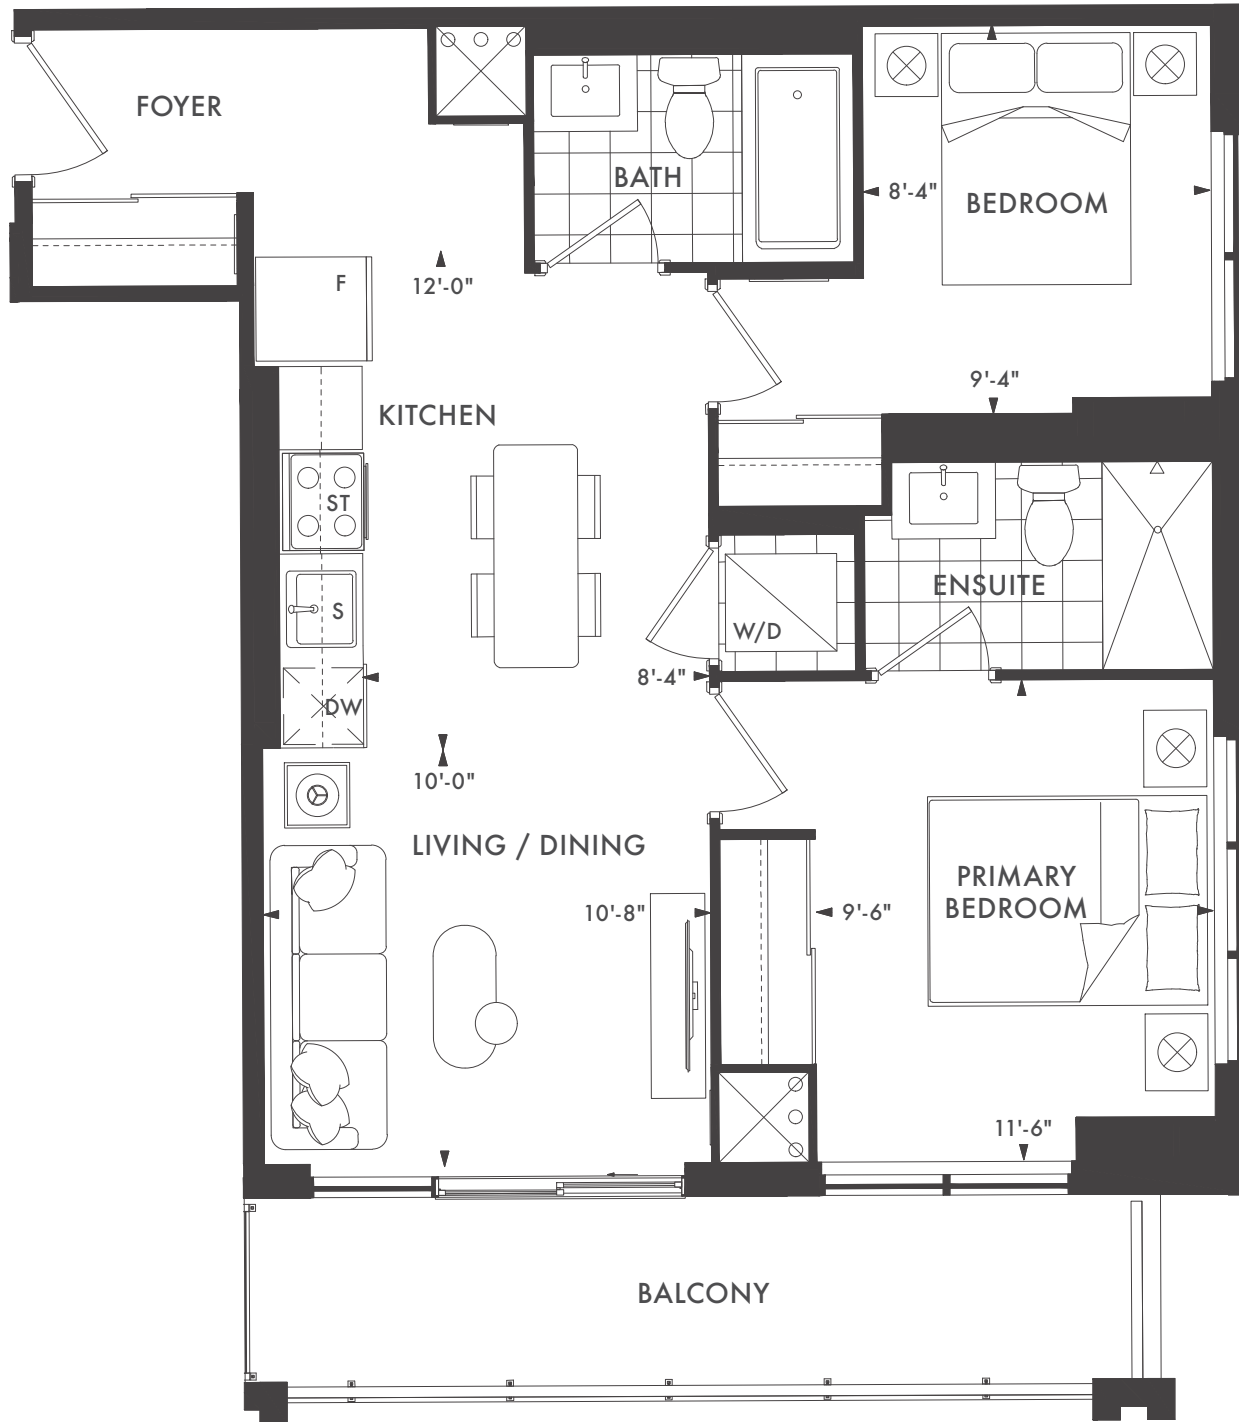 FOYER
BATH
8'-4"
BEDROOM
F
12'-0"
9'-4"
KITCHEN
ST
ENSUITE
S
W/D
8'-4"
DW
10'-0"
LIVING / DINING
PRIMARY
BEDROOM
10'-8"
9'-6"
11'-6"
BALCONY